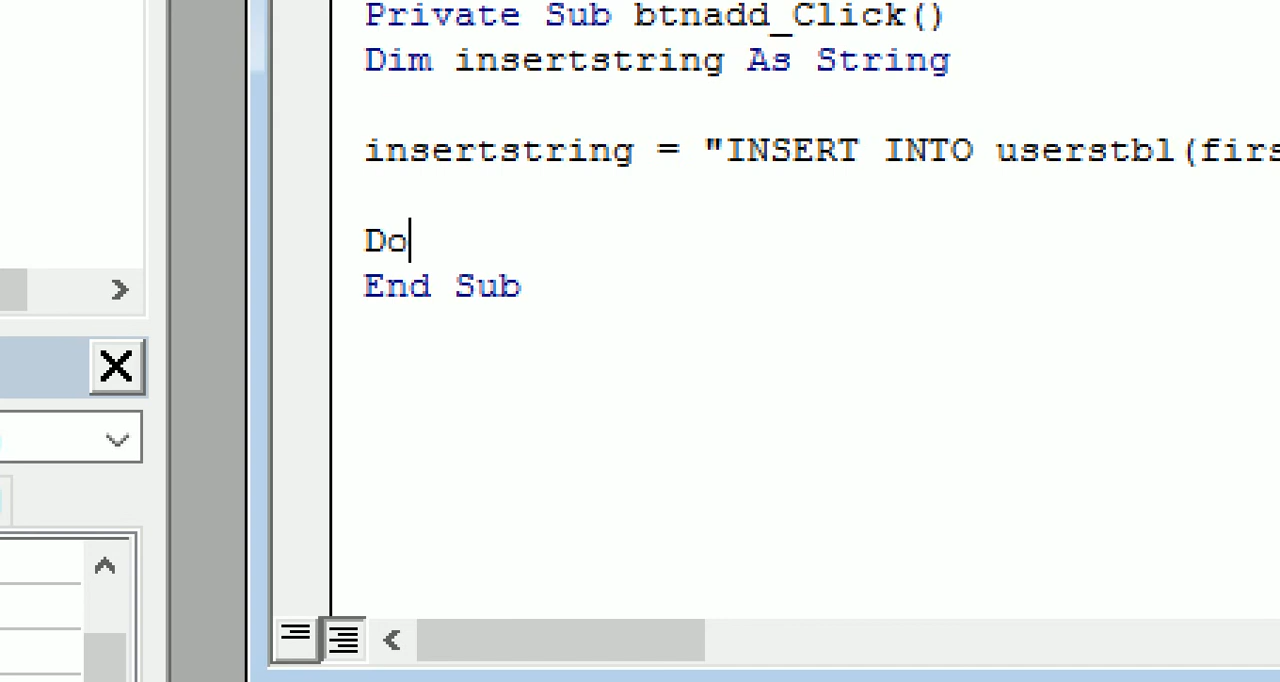 Private Sub btnadd_Click()
Dim insertstring As String
insertstring = "INSERT INTO userstbl(firs
Do
End Sub